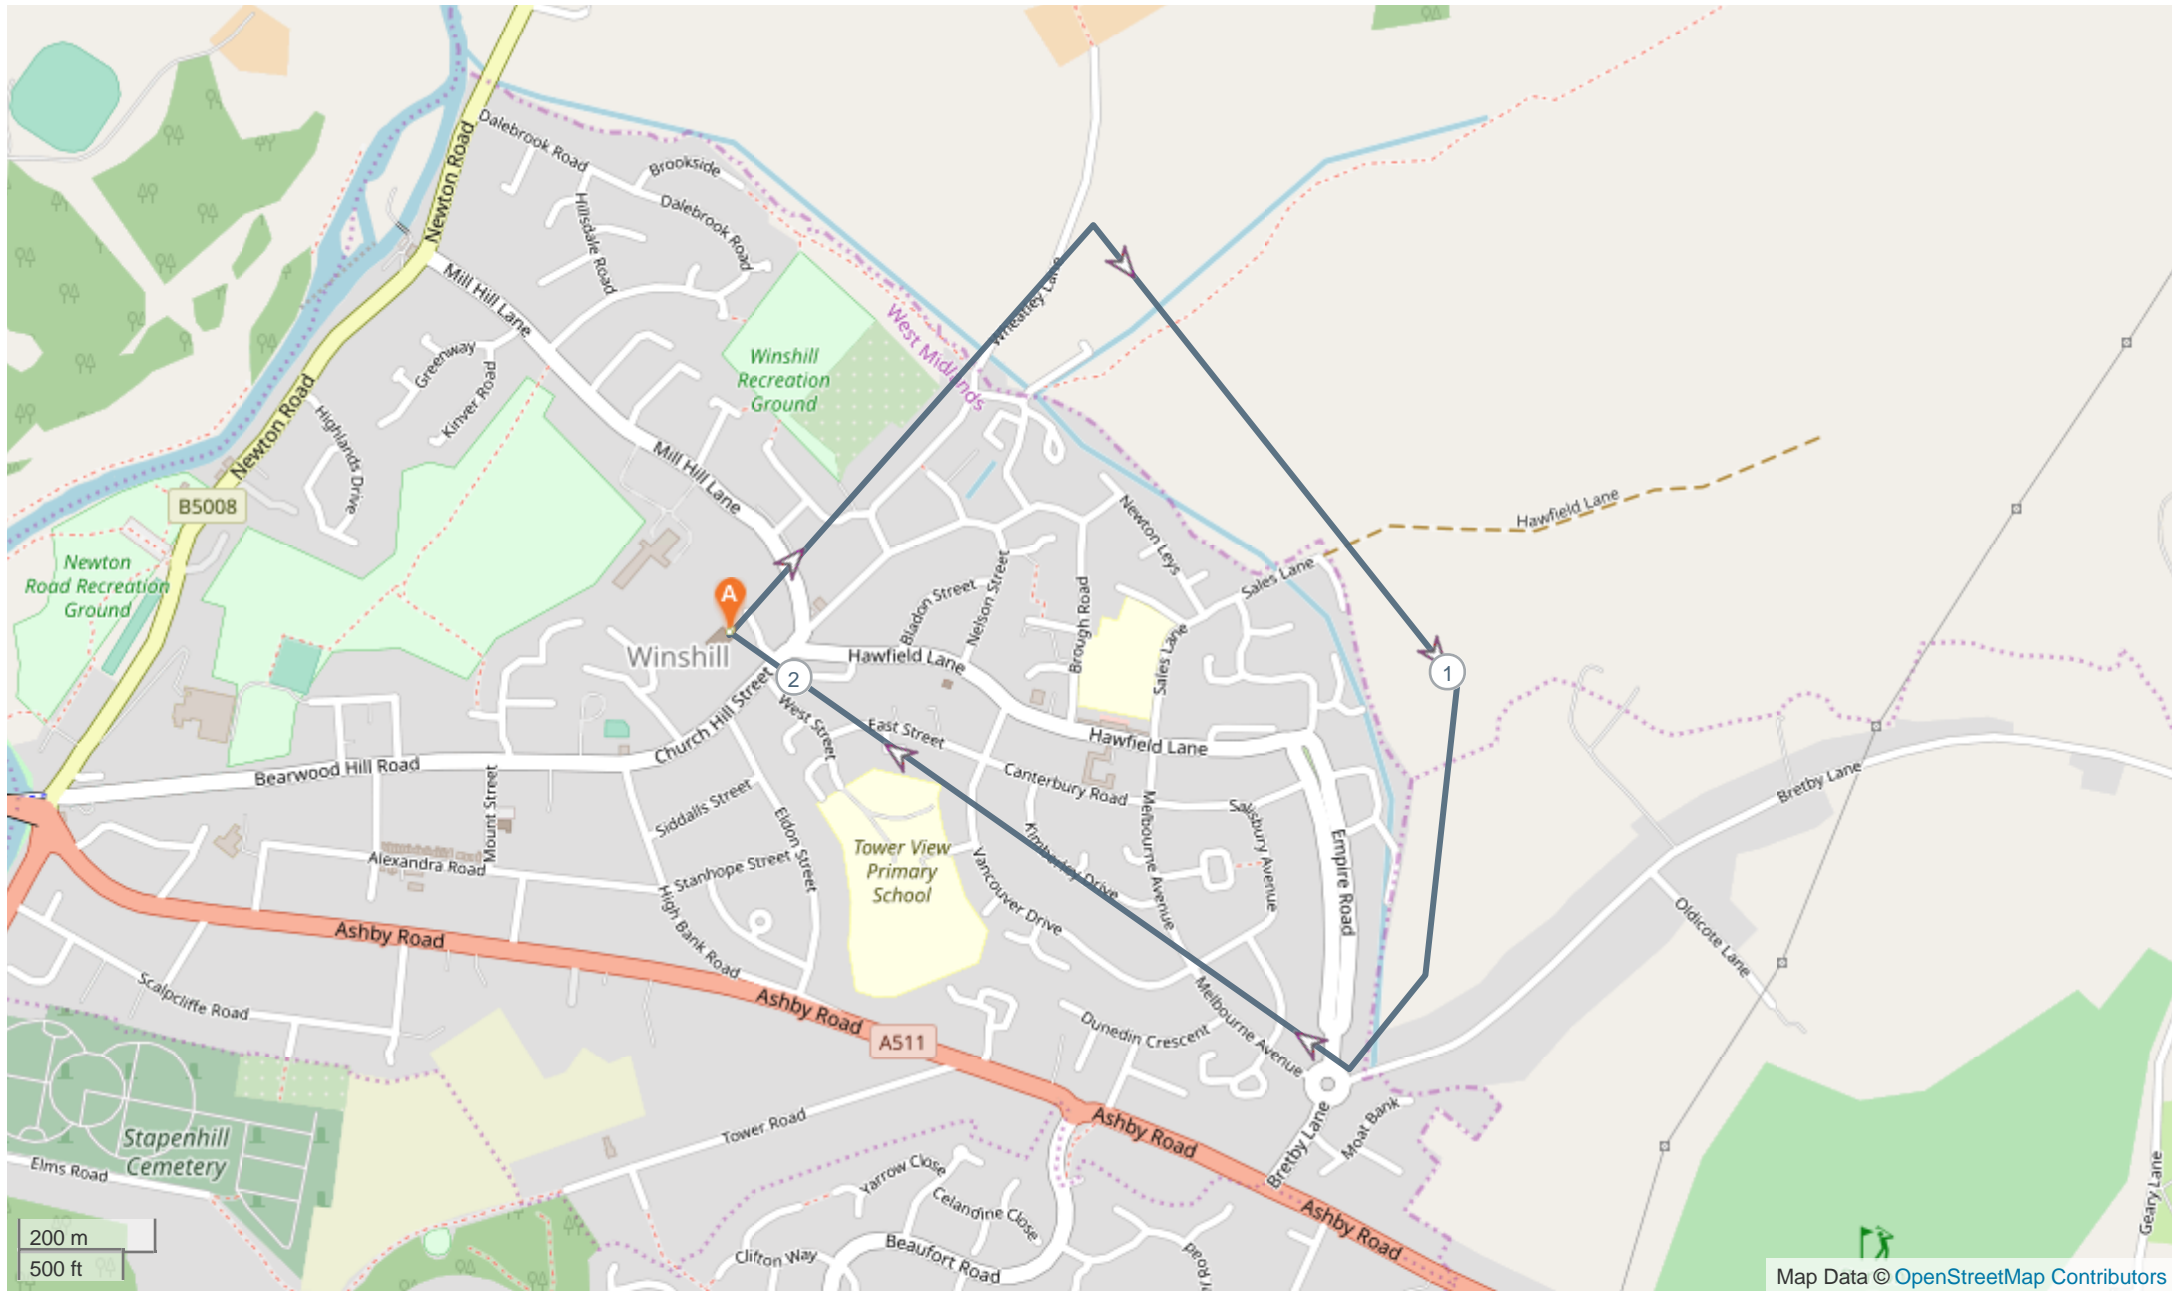 Dalebrook Road
Brookside
Newton Road
Hillsdale Road
Dalebrook Road
Mill Hill Lane
Wheatley Lane
West Midlands
Greenway
Kinver Road
Winshill
Recreation
Ground
Newton Road
Highlands Drive
Mill Hill Lane
B5008
Hawfield Lane
Newton Leys
Newton
Road Recreation
Ground
A
Bladon Street
Nelson Street
Brough Road
Sales Lane
Winshill
Hawfield Lane
Sales Lane
2
1
Church Hill Street
West Street
East Street
Hawfield Lane
Bearwood Hill Road
Canterbury Road
Salisbury Avenue
Bretby Lane
Mount Street
Siddalls Street
Eldon Street
Melbourne Avenue
Kimberley Drive
Empire Road
Tower View
Primary
School
Alexandra Road
Stanhope Street
Vancouver Drive
High Bank Road
Oldicote Lane
Ashby Road
Scalpcliffe Road
Ashby Road
A511
Melbourne Avenue
Dunedin Crescent
Tower Road
Ashby Road
Bretby Lane
Moat Bank
Stapenhill
Cemetery
Elms Road
Yarrow Close
Celandine Close
Geary Lane
Ashby Road
Clifton Way
Beaufort Road
200 m
500 ft
Map Data © OpenStreetMap Contributors